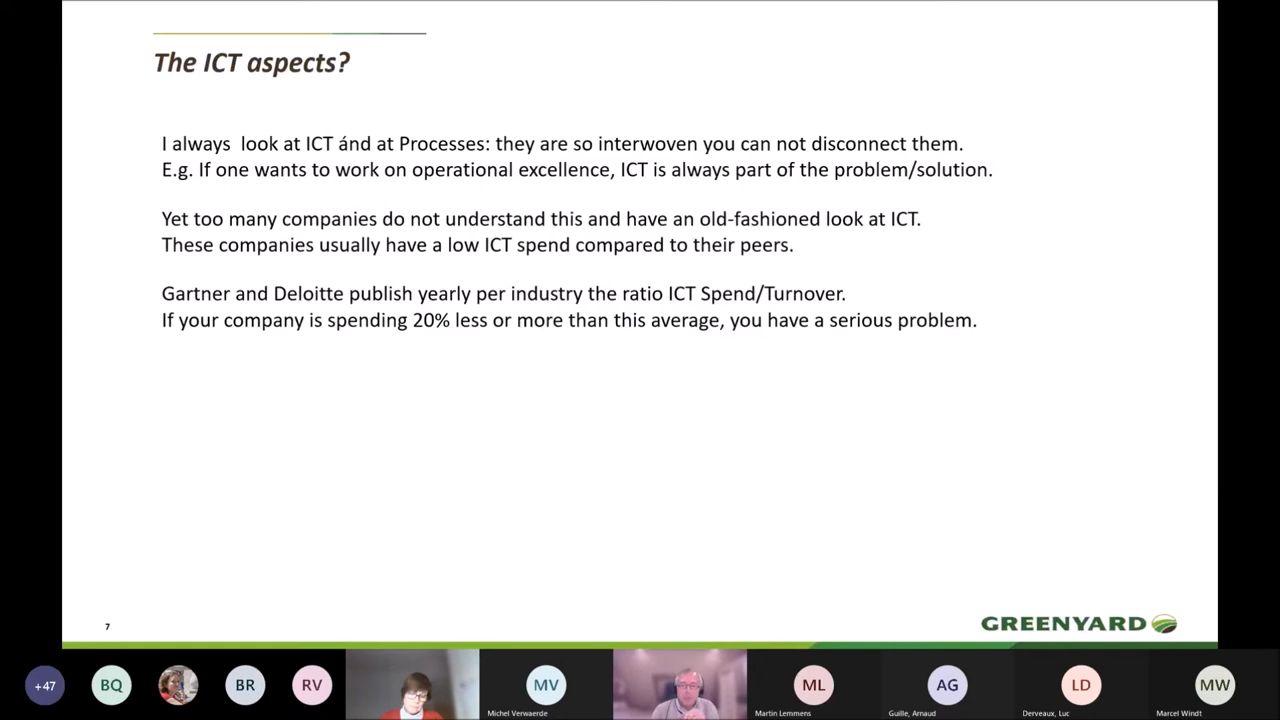 The ICT aspects?
I always look at ICT ánd at Processes: they are so interwoven you can not disconnect them.
E.g. If one wants to work on operational excellence, ICT is always part of the problem/solution.
Yet too many companies do not understand this and have an old-fashioned look at ICT.
These companies usually have a low ICT spend compared to their peers.
Gartner and Deloitte publish yearly per industry the ratio ICT Spend/Turnover.
If your company is spending 20% less or more than this average, you have a serious problem.
7
GREENYARD
+47
BQ
BR
RV
MV
ML
AG
LD
MW
Michel Verwaerde
Martin Lemmens
Guille, Arnaud
Derveaux, Luc
Marcel Windt